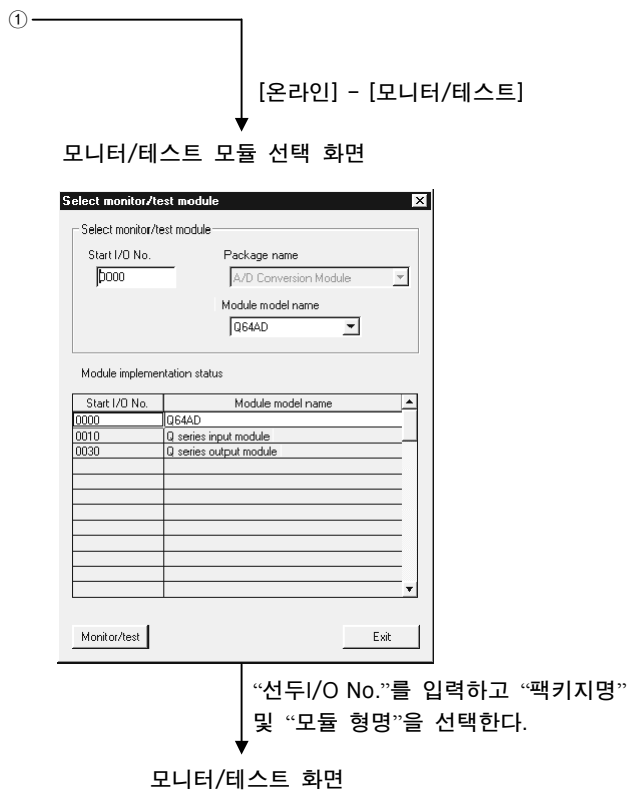 ①
[온라인] - [모니터/테스트]
모니터/테스트 모듈 선택 화면
Select monitor/test module
Select monitor/test module
Start I/O No. Package name
0000 A/D Conversion Module
Module model name
Q64AD
Module implementation status
Start I/O No. Module model name
0000 Q64AD
0010 Q series input module
0030 Q series output module
Monitor/test Exit
“선두I/O No.”를 입력하고 “팩키지명”
및 “모듈 형명”을 선택한다.
모니터/테스트 화면